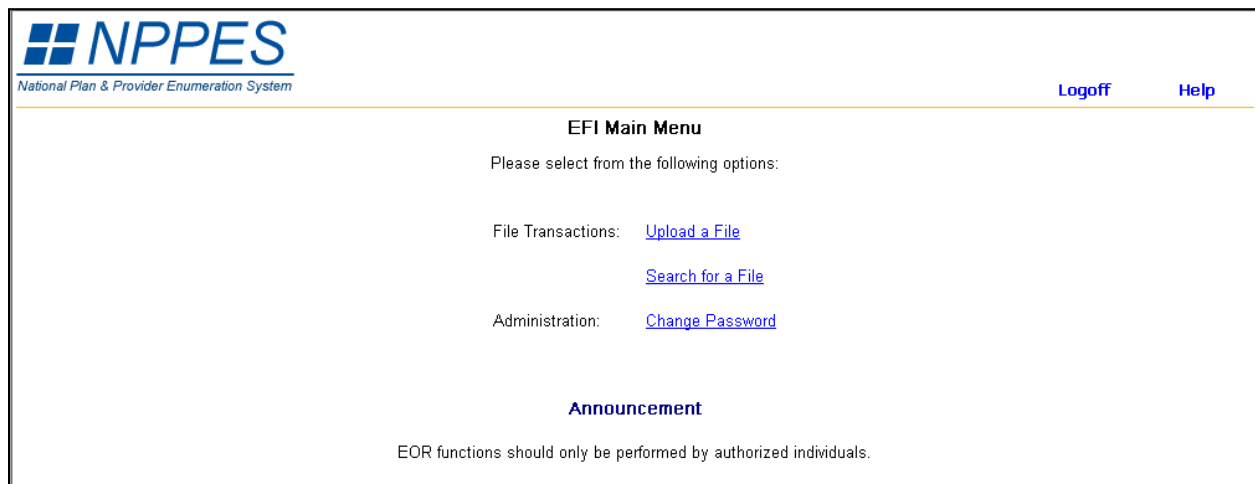 NPPES
National Plan & Provider Enumeration System
Logoff Help
EFI Main Menu
Please select from the following options:
File Transactions: Upload a File
Search for a File
Administration: Change Password
Announcement
EOR functions should only be performed by authorized individuals.